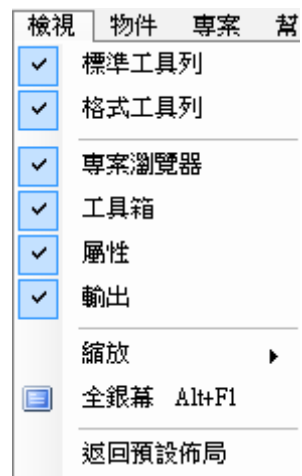 檢視 物件 專案 幫
標準工具列
格式工具列
專案瀏覽器
工具箱
屬性
輸出
縮放
全銀幕 Alt+F1
返回預設佈局